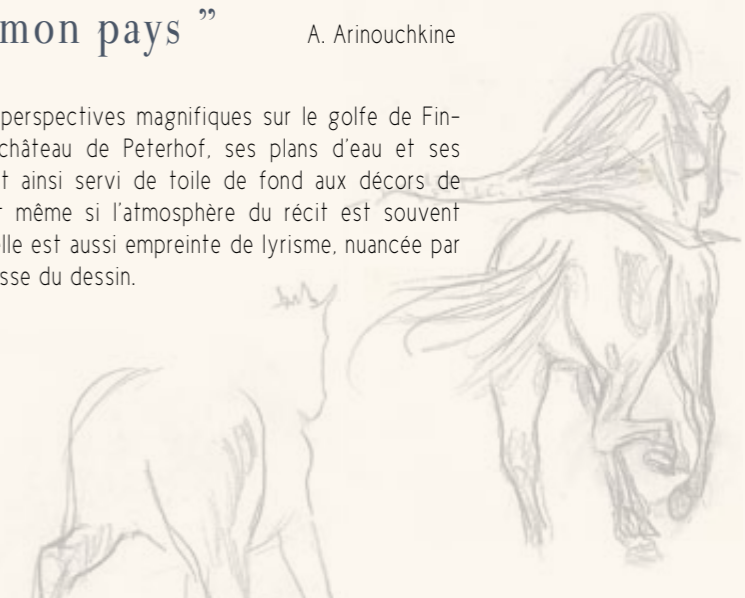 mon pays ”
A. Arinouchkine
perspectives magnifiques sur le golfe de Fin-
château de Peterhof, ses plans d'eau et ses
t ainsi servi de toile de fond aux décors de
même si l'atmosphère du récit est souvent
lle est aussi empreinte de lyrisme, nuancée par
sse du dessin.